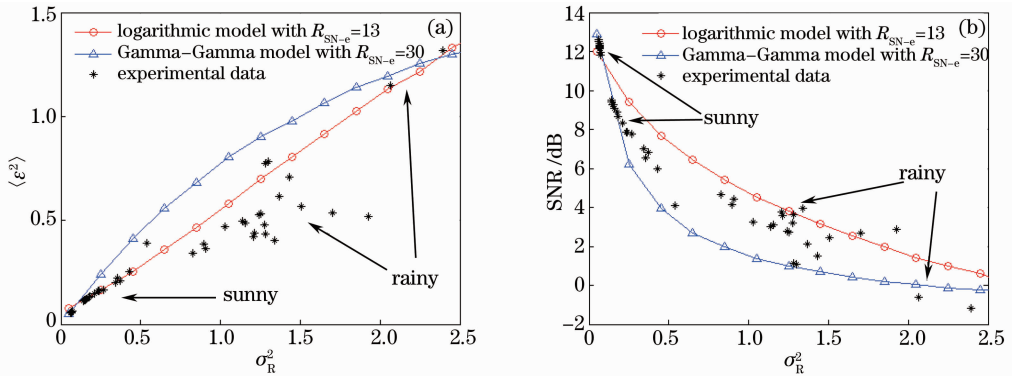 (a)
logarithmic model with R_SN-e=13
Gamma-Gamma model with R_SN-e=30
experimental data
1.5
1.0
0.5
0
⟨ε²⟩
rainy
sunny
0 0.5 1.0 1.5 2.0 2.5
σ²_R
(b)
logarithmic model with R_SN-e=13
Gamma-Gamma model with R_SN-e=30
experimental data
14
12
10
8
6
4
2
0
-2
SNR/dB
sunny
rainy
0 0.5 1.0 1.5 2.0 2.5
σ²_R